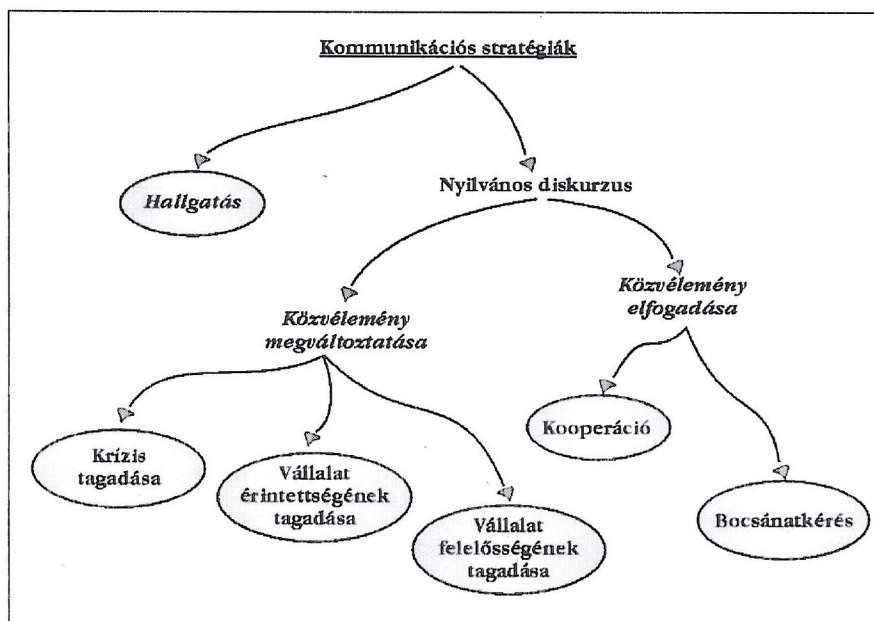 Kommunikációs stratégiák
Hallgatás
Nyilvános diskurzus
Közvélemény
megváltoztatása
Közvélemény
elfogadása
Krízis
tagadása
Vállalat
érintettségének
tagadása
Vállalat
felelősségének
tagadása
Kooperáció
Bocsánatkérés